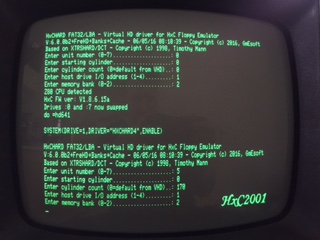 HxCHARD FAT32/LBA - Virtual HD driver for HxC Floppy Emulator
V:6.0.0b2+FreHD+Banks+Cache - 06/05/16 08:10:39 - Copyright (c) 2016, GmEsoft
Based on XTRSHARD/DCT - Copyright (c) 1998, Timothy Mann
Enter unit number (0-7)....................: 0
Enter starting cylinder....................: 0
Enter cylinder count (0=default from VHD)..: 0
Enter host drive I/O address (1-4).........: 1
Enter memory bank (0-2)....................: 2
Z80 CPU detected
HxC FW ver: V1.8.6.15a
Drives :0 and :7 now swapped
do =hd641

SYSTEM(DRIVE=1,DRIVER="HXCHARD4",ENABLE)

HxCHARD FAT32/LBA - Virtual HD driver for HxC Floppy Emulator
V:6.0.0b2+FreHD+Banks+Cache - 06/05/16 08:10:39 - Copyright (c) 2016, GmEsoft
Based on XTRSHARD/DCT - Copyright (c) 1998, Timothy Mann
Enter unit number (0-7)....................: 5
Enter starting cylinder....................: 0
Enter cylinder count (0=default from VHD)..: 170
Enter host drive I/O address (1-4).........: 1
Enter memory bank (0-2)....................: 2
HxC2001